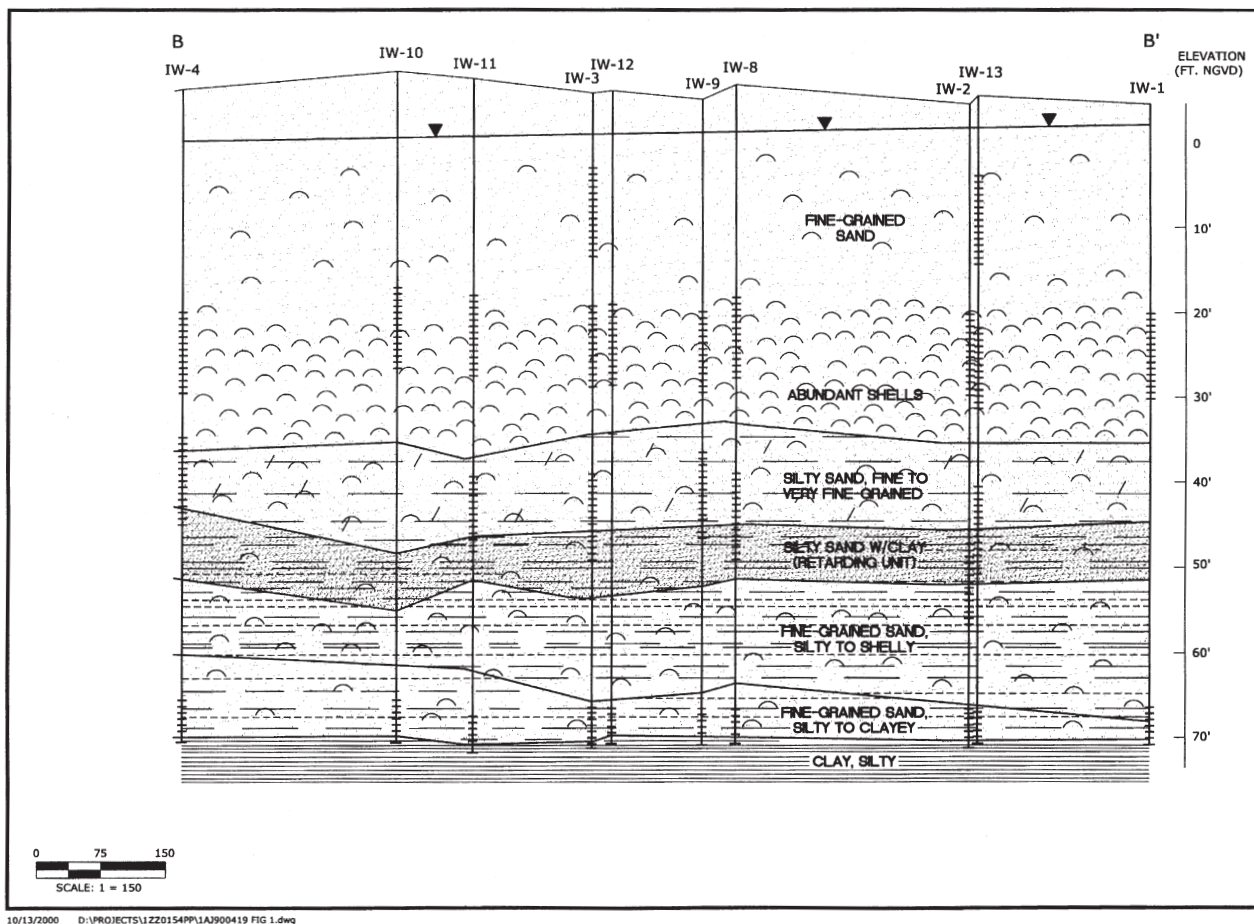 B
B'
ELEVATION
(FT. NGVD)
IW-4
IW-10
IW-11
IW-3
IW-12
IW-9
IW-8
IW-2
IW-13
IW-1
0
10'
20'
30'
40'
50'
60'
70'
FINE-GRAINED
SAND
ABUNDANT SHELLS
SILTY SAND, FINE TO
VERY FINE-GRAINED
SILTY SAND W/CLAY
(RETARDING UNIT)
FINE-GRAINED SAND,
SILTY TO SHELLY
FINE-GRAINED SAND,
SILTY TO CLAYEY
CLAY, SILTY
0 75 150
SCALE: 1 = 150
10/13/2000 D:\PROJECTS\1ZZ0154PP\1AJ900419 FIG 1.dwg